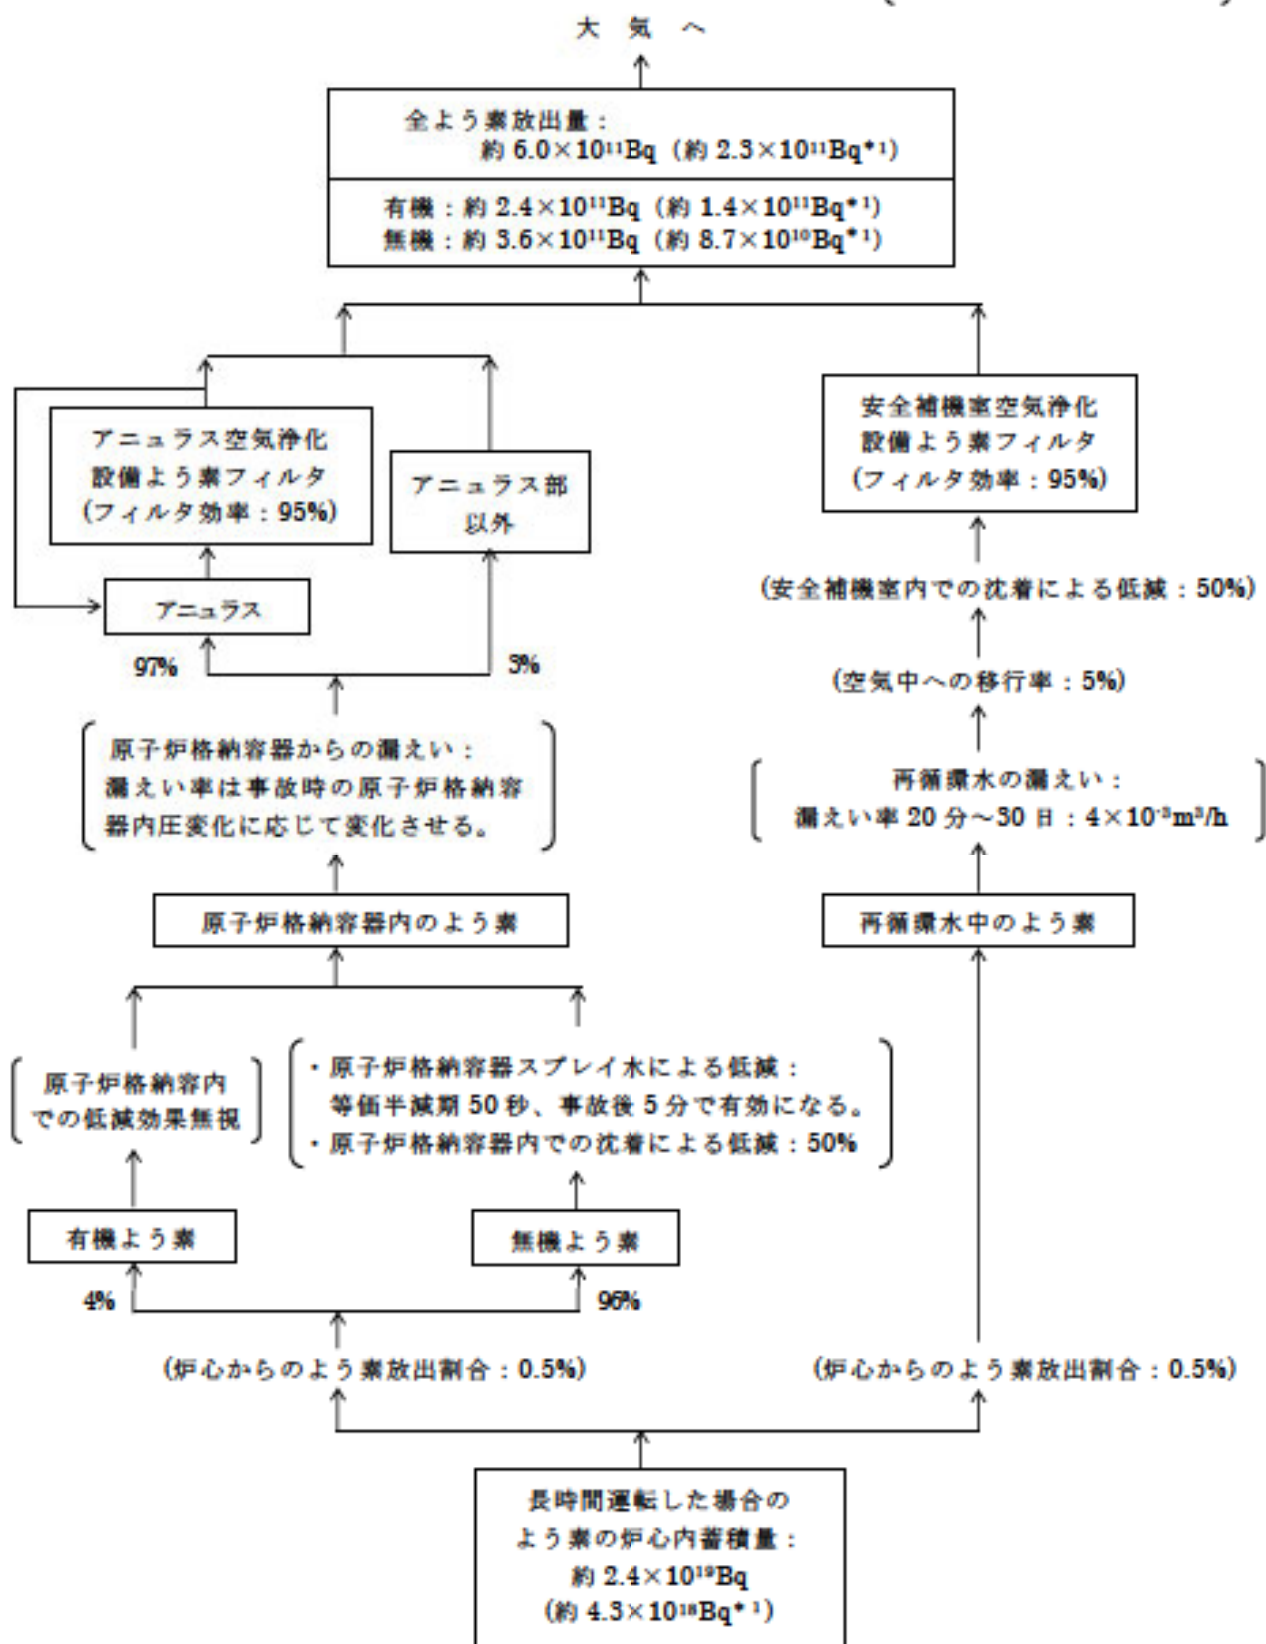 大 気 へ
全よう素放出量：
約 6.0×10¹¹Bq（約 2.3×10¹¹Bq*¹）
有機：約 2.4×10¹¹Bq（約 1.4×10¹¹Bq*¹）
無機：約 3.6×10¹¹Bq（約 8.7×10¹⁰Bq*¹）
アニュラス空気浄化
設備よう素フィルタ
(フィルタ効率：95%)
アニュラス部
以外
アニュラス
97%
3%
原子炉格納容器からの漏えい：
漏えい率は事故時の原子炉格納容
器内圧変化に応じて変化させる。
原子炉格納容器内のよう素
原子炉格納容内
での低減効果無視
・原子炉格納容器スプレイ水による低減：
等価半減期 50 秒、事故後 5 分で有効になる。
・原子炉格納容器内での沈着による低減：50%
有機よう素
無機よう素
4%
96%
(炉心からのよう素放出割合：0.5%)
安全補機室空気浄化
設備よう素フィルタ
(フィルタ効率：95%)
(安全補機室内での沈着による低減：50%)
(空気中への移行率：5%)
再循環水の漏えい：
漏えい率 20 分～30 日：4×10⁻³m³/h
再循環水中のよう素
(炉心からのよう素放出割合：0.5%)
長時間運転した場合の
よう素の炉心内蓄積量：
約 2.4×10¹⁹Bq
(約 4.3×10¹⁸Bq*¹)